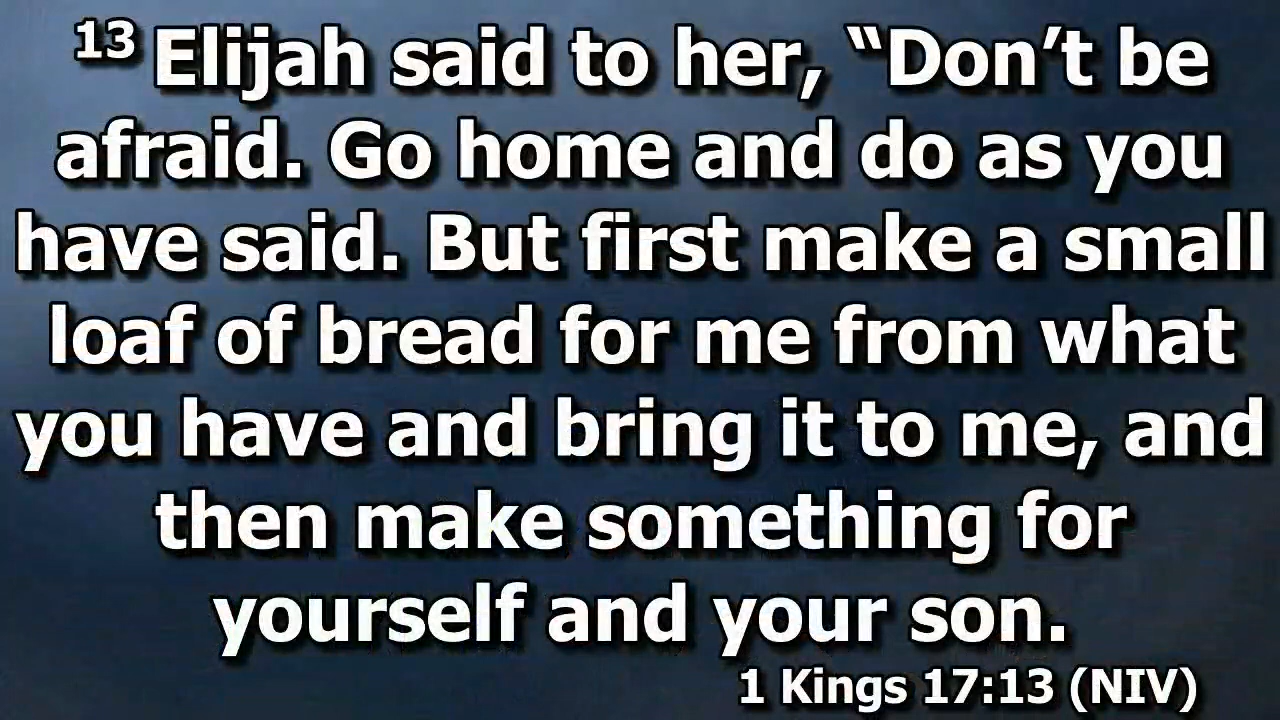 13 Elijah said to her, “Don’t be
afraid. Go home and do as you
have said. But first make a small
loaf of bread for me from what
you have and bring it to me, and
then make something for
yourself and your son.
1 Kings 17:13 (NIV)